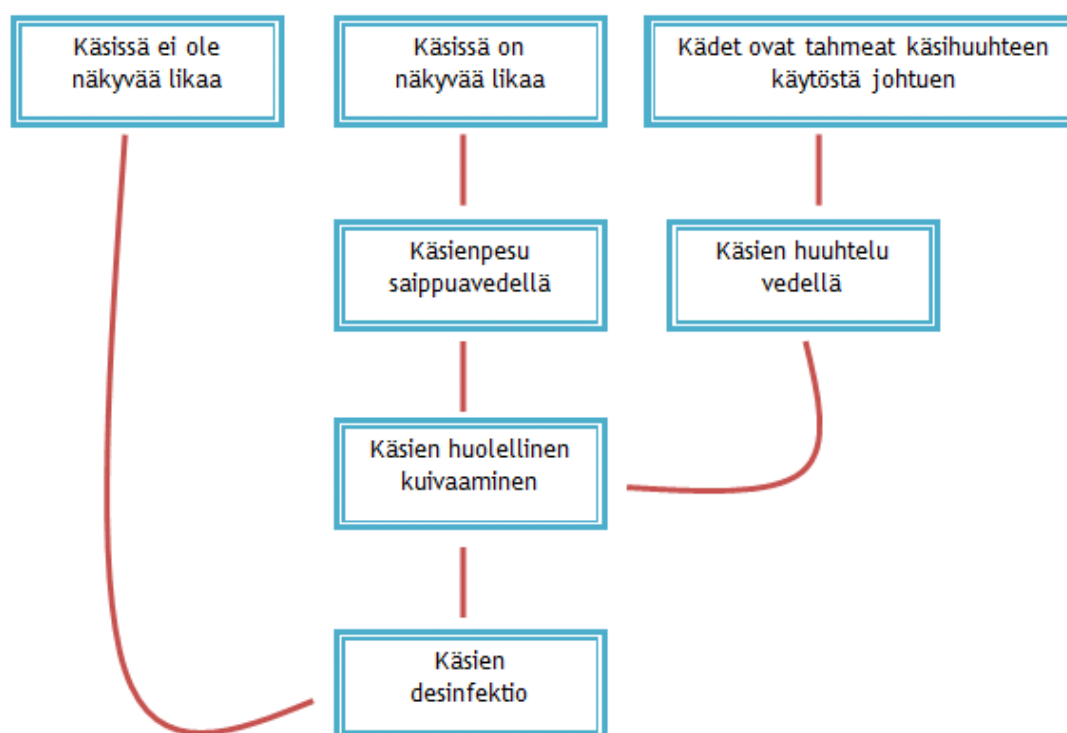 Käsissä ei ole
näkyvää likaa
Käsissä on
näkyvää likaa
Kädet ovat tahmeat käsihuuhteen
käytöstä johtuen
Käsienpesu
saippuavedellä
Käsien huuhtelu
vedellä
Käsien huolellinen
kuivaaminen
Käsien
desinfektio